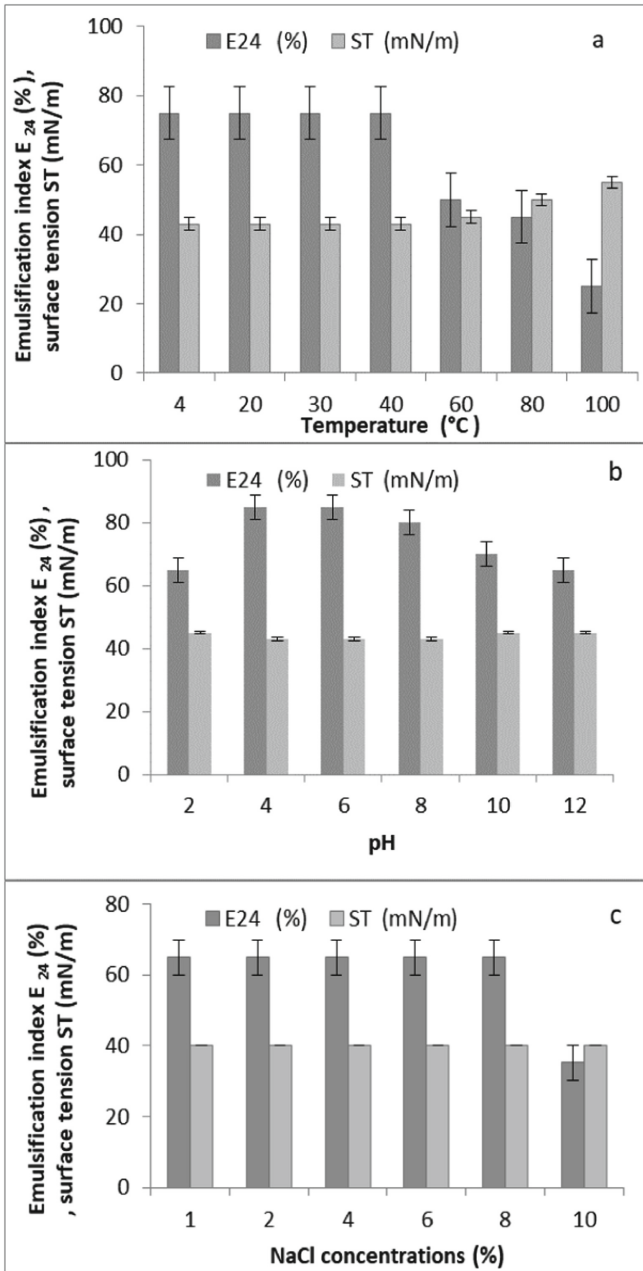 Emulsification index E 24 (%),
surface tension ST (mN/m)
100
80
60
40
20
0
E24 (%) ST (mN/m)
a
4 20 30 40 60 80 100
Temperature (°C)
Emulsification index E 24 (%) ,
surface tension ST (mN/m)
100
80
60
40
20
0
E24 (%) ST (mN/m)
b
2 4 6 8 10 12
pH
Emulsification index E 24 (%)
, surface tension ST (mN/m)
80
60
40
20
0
E24 (%) ST (mN/m)
c
1 2 4 6 8 10
NaCl concentrations (%)